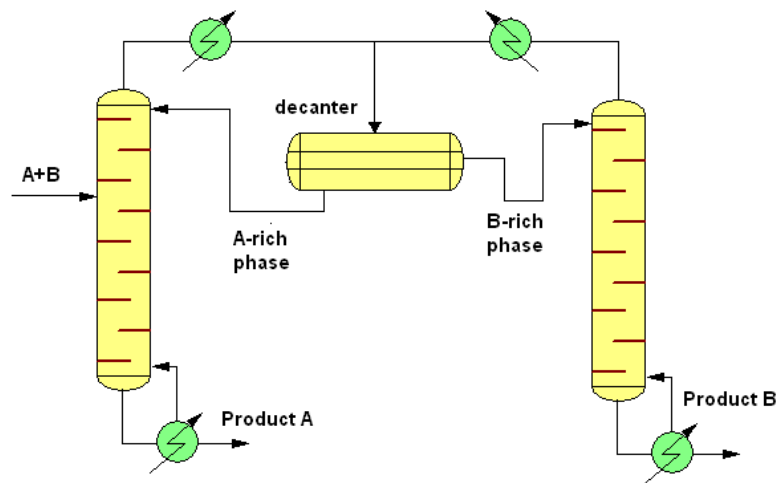 decanter
A+B
A-rich
phase
B-rich
phase
Product A
Product B